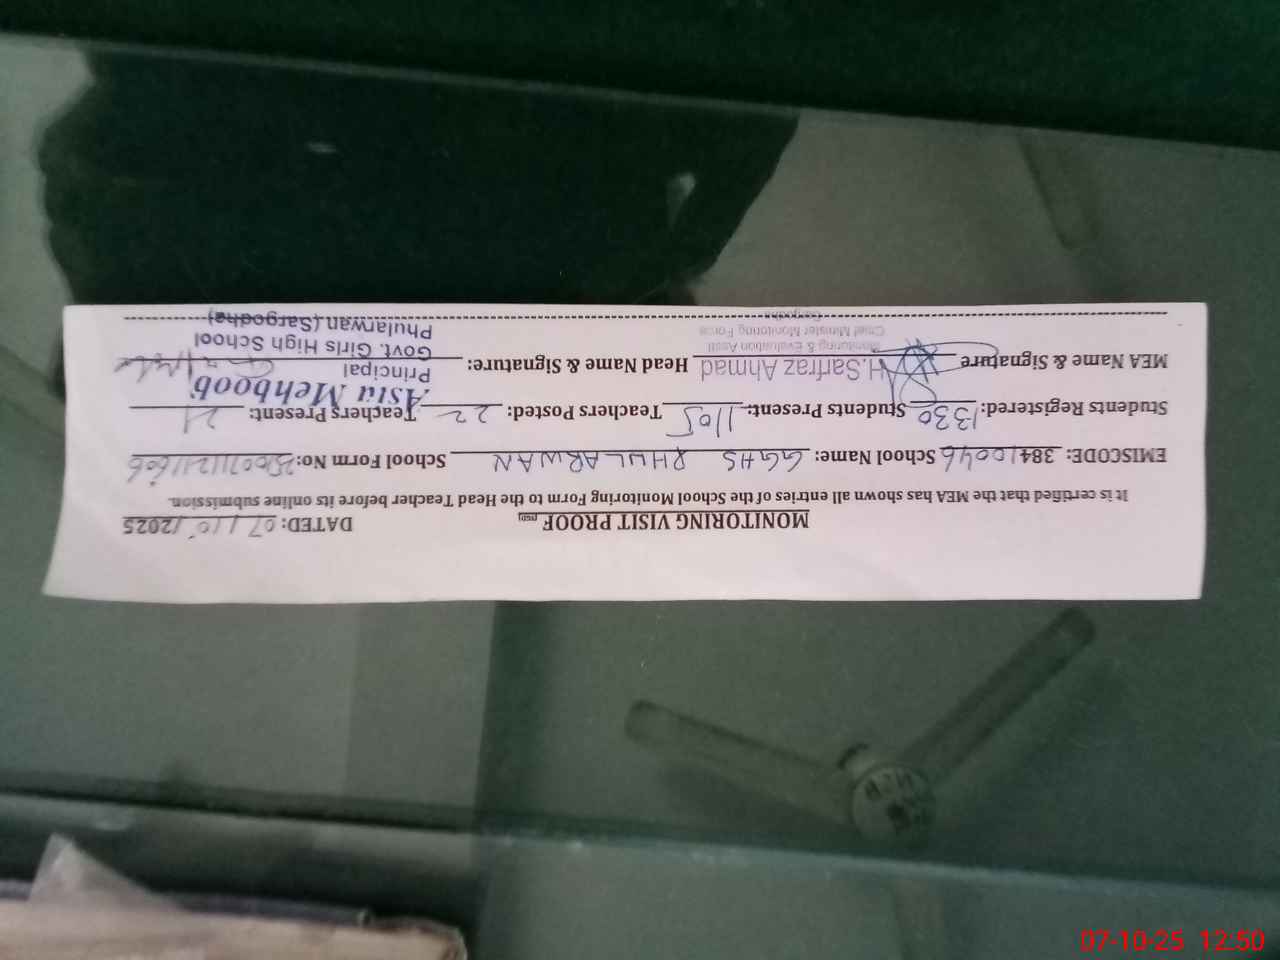 MONITORING VISIT PROOF
DATED: 07/10/2025
It is certified that the MEA has shown all entries of the School Monitoring Form to the Head Teacher before its online submission.
EMISCODE: 38410046 School Name: GGHS PHULARWAN School Form No:
Students Registered: 1330 Students Present: 1105 Teachers Posted: 22 Teachers Present: 21
MEA Name & Signature H.Sarfraz Ahmad Head Name & Signature: Asia Mehboob
Monitoring & Evaluation Asstt
Chief Minister Monitoring Force
Sargodha
Principal
Govt. Girls High School
Phularwan (Sargodha)
07-10-25 12:50